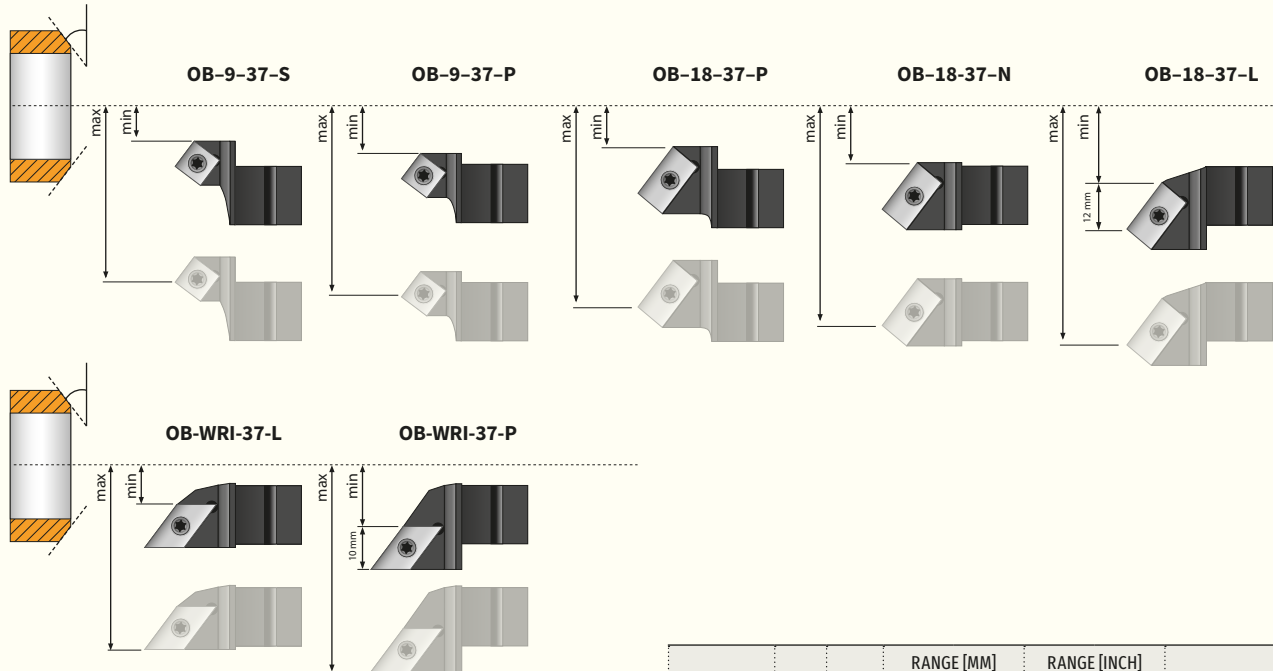 OB–9–37–S
OB–9–37–P
OB–18–37–P
OB–18-37–N
OB–18–37–L
max
min
max
min
max
min
max
min
max
min
12 mm
OB-WRI-37-L
OB-WRI-37-P
max
min
max
min
10 mm
RANGE [MM]
RANGE [INCH]